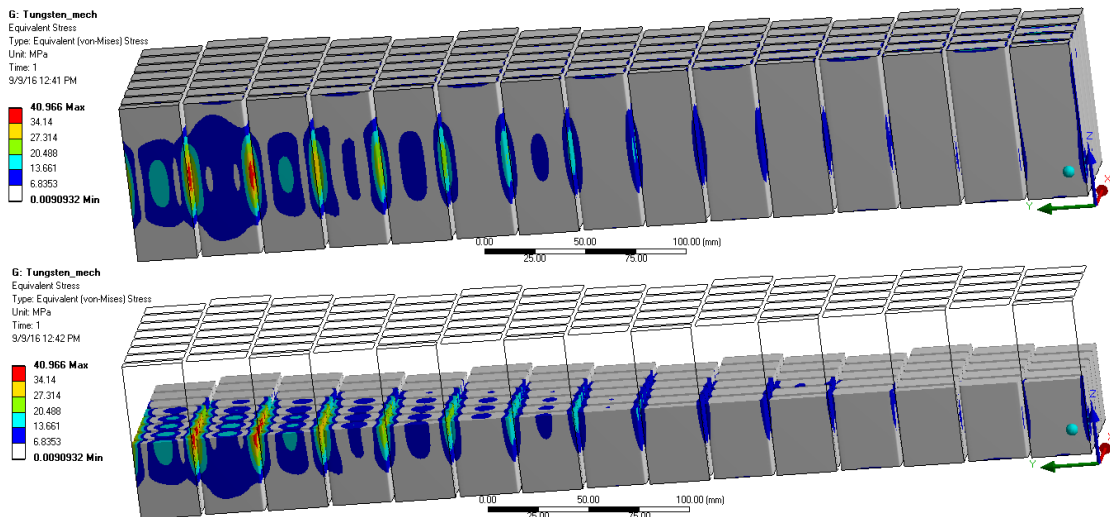 G: Tungsten_mech
Equivalent Stress
Type: Equivalent (von-Mises) Stress
Unit: MPa
Time: 1
9/9/16 12:41 PM
40.966 Max
34.14
27.314
20.488
13.661
6.8353
0.0090932 Min
Z
X
Y
0.00 50.00 100.00 (mm)
25.00 75.00
G: Tungsten_mech
Equivalent Stress
Type: Equivalent (von-Mises) Stress
Unit: MPa
Time: 1
9/9/16 12:42 PM
40.966 Max
34.14
27.314
20.488
13.661
6.8353
0.0090932 Min
Z
X
Y
0.00 50.00 100.00 (mm)
25.00 75.00